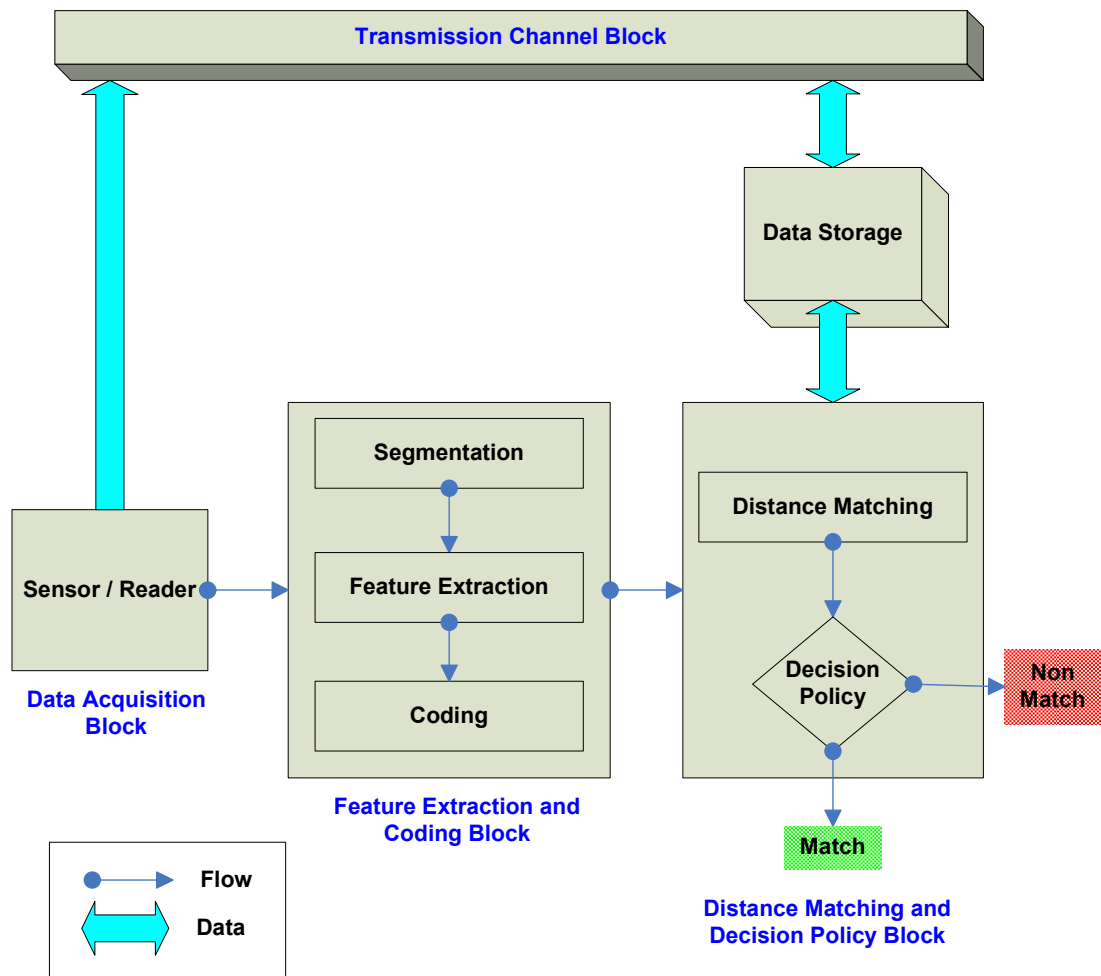 Transmission Channel Block
Data Storage
Segmentation
Distance Matching
Sensor / Reader
Feature Extraction
Decision
Policy
Non
Match
Coding
Data Acquisition
Block
Feature Extraction and
Coding Block
Match
Flow
Data
Distance Matching and
Decision Policy Block